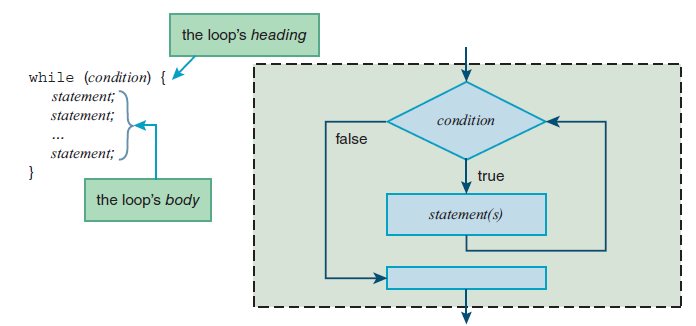 the loop's heading
while (condition) {
statement;
statement;
...
statement;
}
the loop's body
condition
false
true
statement(s)